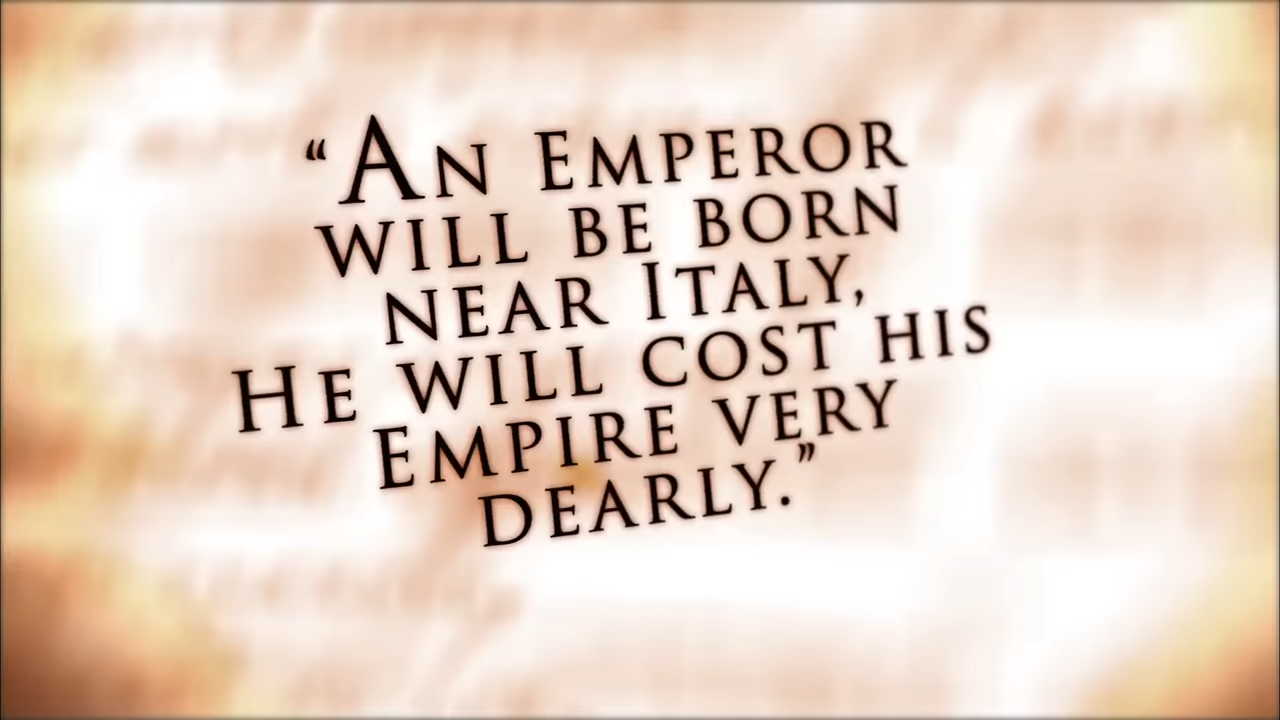 “An Emperor
will be born
near Italy,
He will cost his
empire very
dearly.”